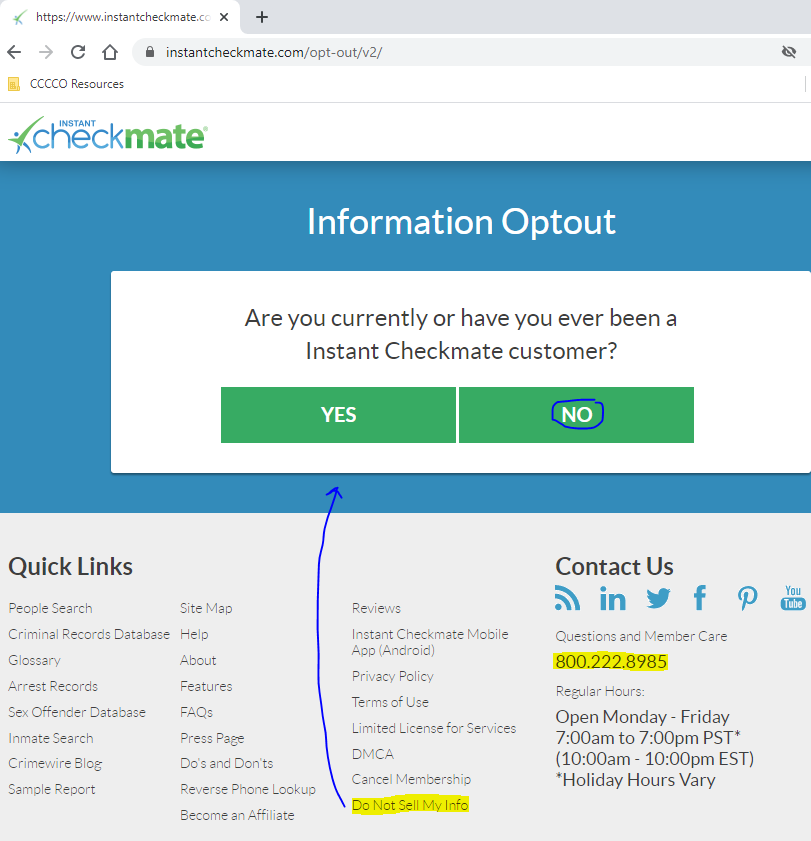 https://www.instantcheckmate.co
instantcheckmate.com/opt-out/v2/
CCCCO Resources
INSTANT
checkmate®
Information Optout
Are you currently or have you ever been a
Instant Checkmate customer?
YES
NO
Quick Links
People Search
Criminal Records Database
Glossary
Arrest Records
Sex Offender Database
Inmate Search
Crimewire Blog
Sample Report
Site Map
Help
About
Features
FAQs
Press Page
Do's and Don'ts
Reverse Phone Lookup
Become an Affiliate
Reviews
Instant Checkmate Mobile
App (Android)
Privacy Policy
Terms of Use
Limited License for Services
DMCA
Cancel Membership
Do Not Sell My Info
Contact Us
in
f
You
Tube
Questions and Member Care
800.222.8985
Regular Hours:
Open Monday - Friday
7:00am to 7:00pm PST*
(10:00am - 10:00pm EST)
*Holiday Hours Vary